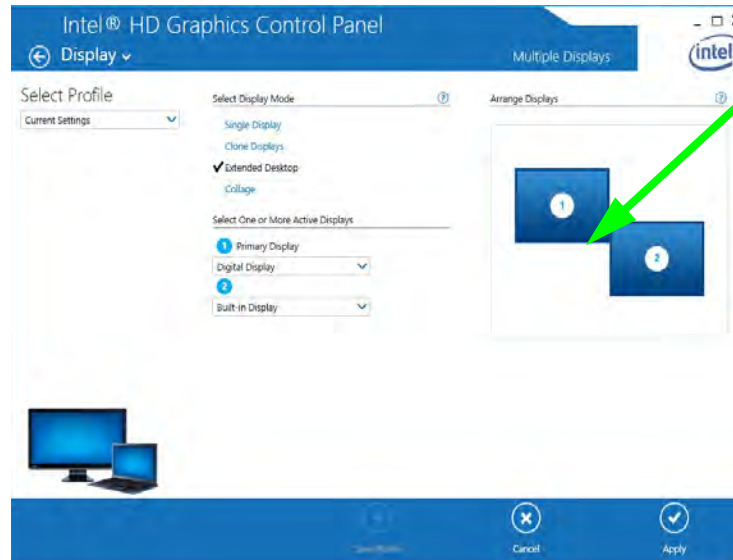 Intel® HD Graphics Control Panel
Display
Multiple Displays
intel
Select Profile
Current Settings
Select Display Mode
?
Single Display
Clone Displays
Extended Desktop
Collage
Select One or More Active Displays
1 Primary Display
Digital Display
2
Built-in Display
Arrange Displays
?
1
2
Cancel
Apply